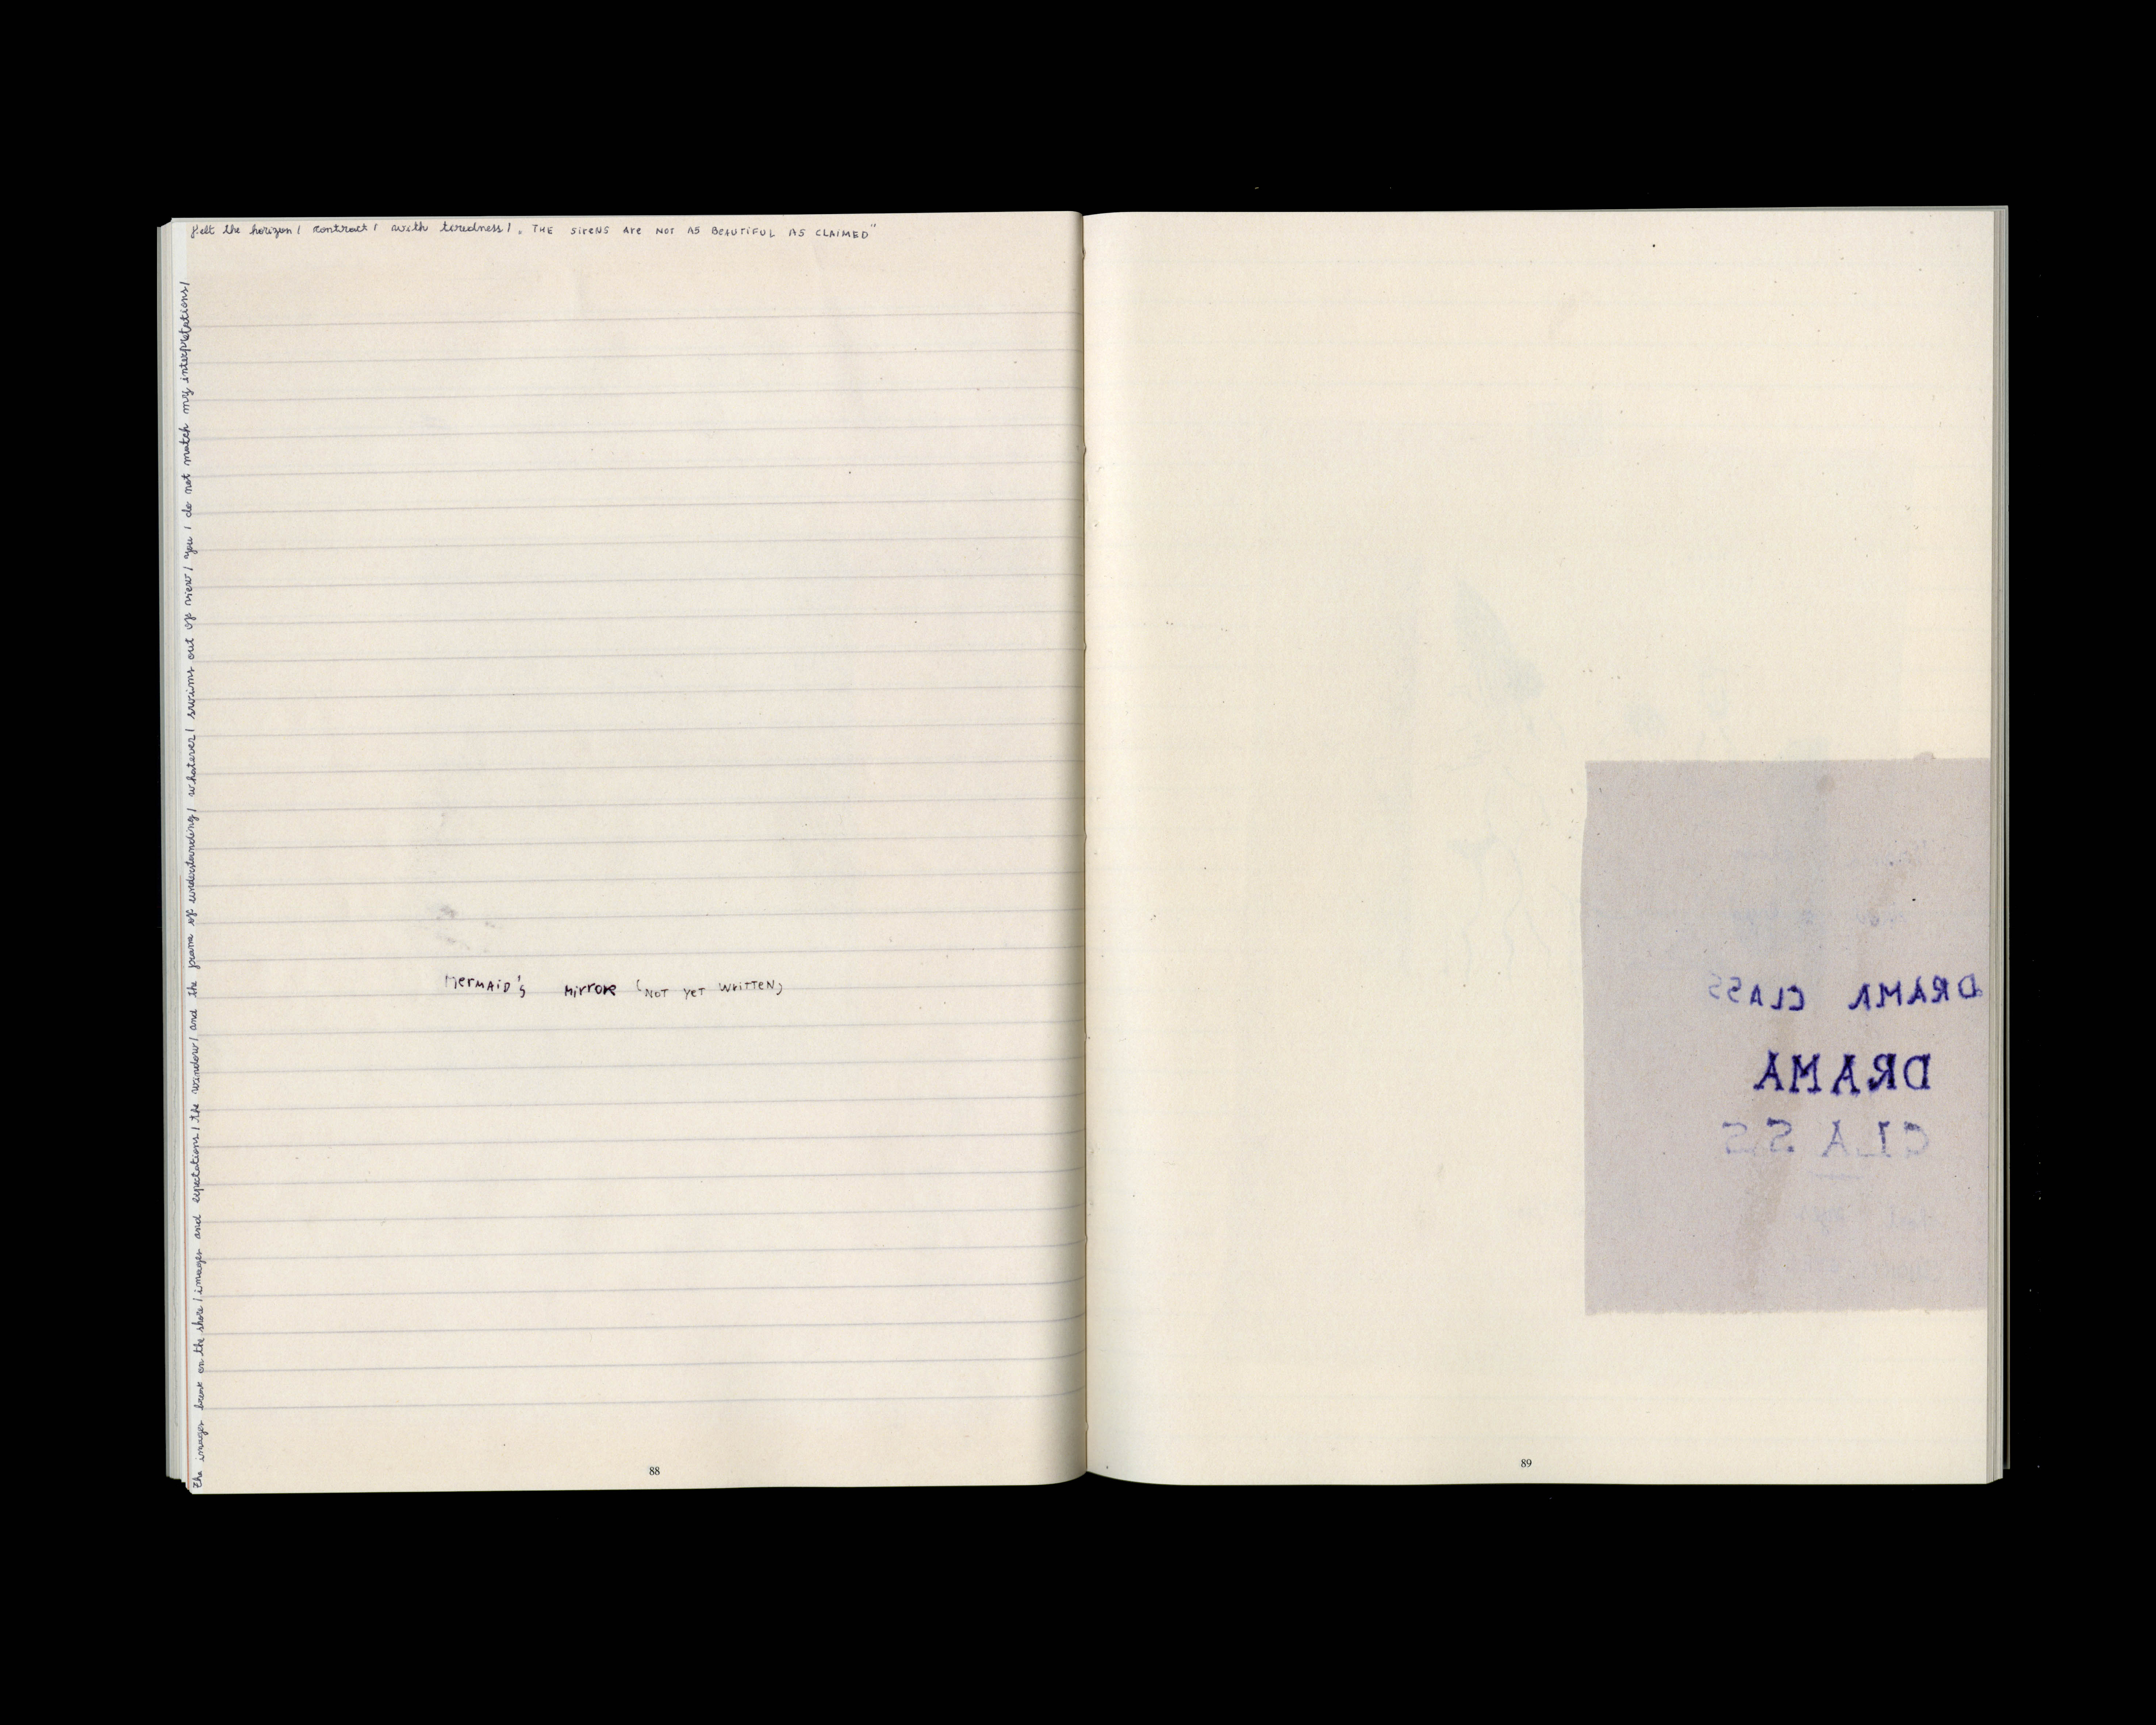 felt the horizon / contract / with tiredness /. THE SireNS Are NOT AS BEAUTIFUL AS CLAIMED"
The images break on the shore / images and expectations / the window / and the pram of understanding / whatever / swims out of view / you / do not match my interpretations /
MerMAiD's MirrOR (NOT YeT WRiTTEN)
88
DRAMA CLASS
DRAMA
CLASS
89